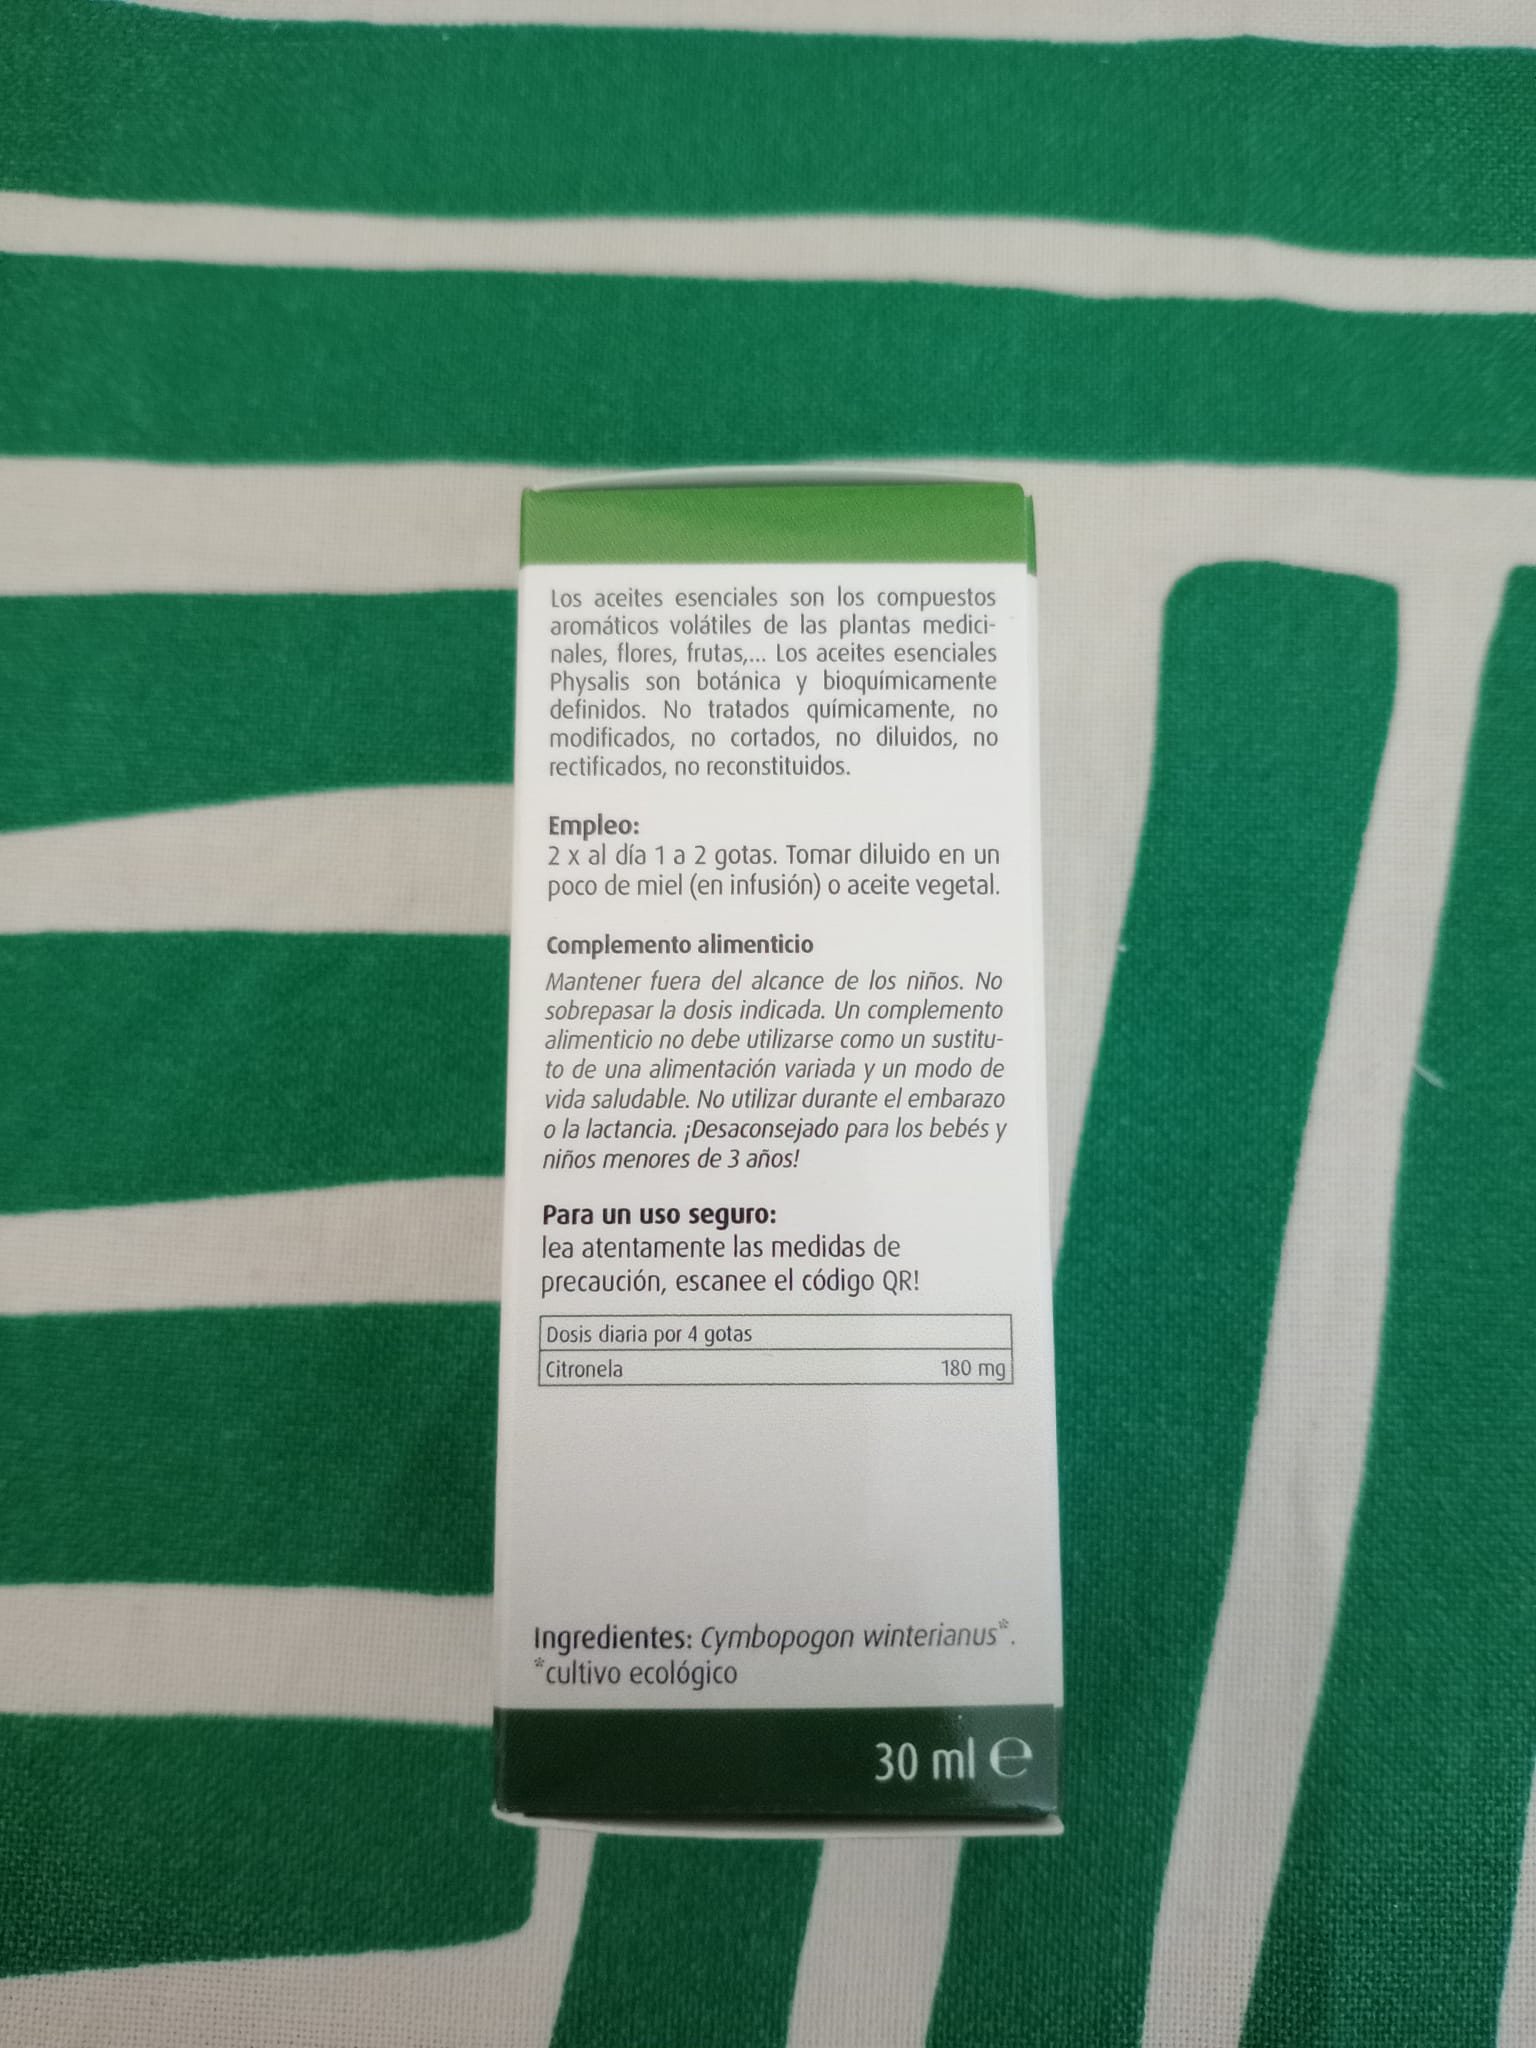 Los aceites esenciales son los compuestos
aromáticos volátiles de las plantas medici-
nales, flores, frutas,... Los aceites esenciales
Physalis son botánica y bioquímicamente
definidos. No tratados químicamente, no
modificados, no cortados, no diluidos, no
rectificados, no reconstituidos.
Empleo:
2 x al día 1 a 2 gotas. Tomar diluido en un
poco de miel (en infusión) o aceite vegetal.
Complemento alimenticio
Mantener fuera del alcance de los niños. No
sobrepasar la dosis indicada. Un complemento
alimenticio no debe utilizarse como un sustitu-
to de una alimentación variada y un modo de
vida saludable. No utilizar durante el embarazo
o la lactancia. ¡Desaconsejado para los bebés y
niños menores de 3 años!
Para un uso seguro:
lea atentamente las medidas de
precaución, escanee el código QR!
Dosis diaria por 4 gotas
Citronela 180 mg
Ingredientes: Cymbopogon winterianus*.
*cultivo ecológico
30 ml ℮